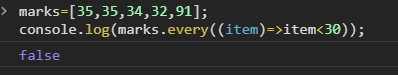 > marks=[35,35,34,32,91];
console.log(marks.every((item)=>item<30));
false